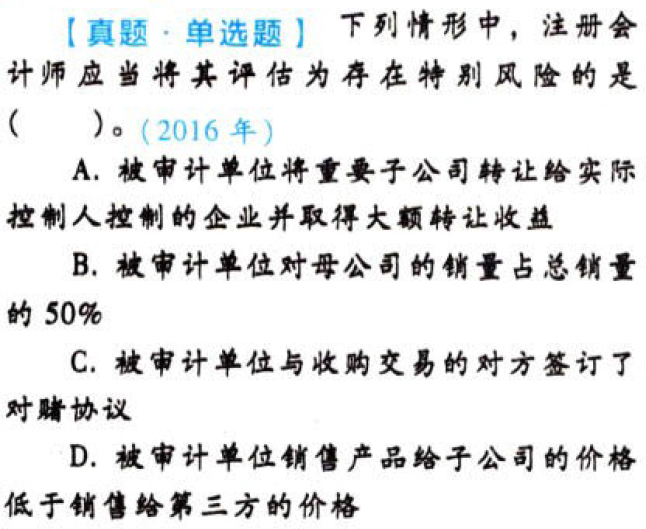 【真题·单选题】 下列情形中，注册会
计师应当将其评估为存在特别风险的是
(  )。(2016 年)
A. 被审计单位将重要子公司转让给实际
控制人控制的企业并取得大额转让收益
B. 被审计单位对母公司的销量占总销量
的 50%
C. 被审计单位与收购交易的对方签订了
对赌协议
D. 被审计单位销售产品给子公司的价格
低于销售给第三方的价格